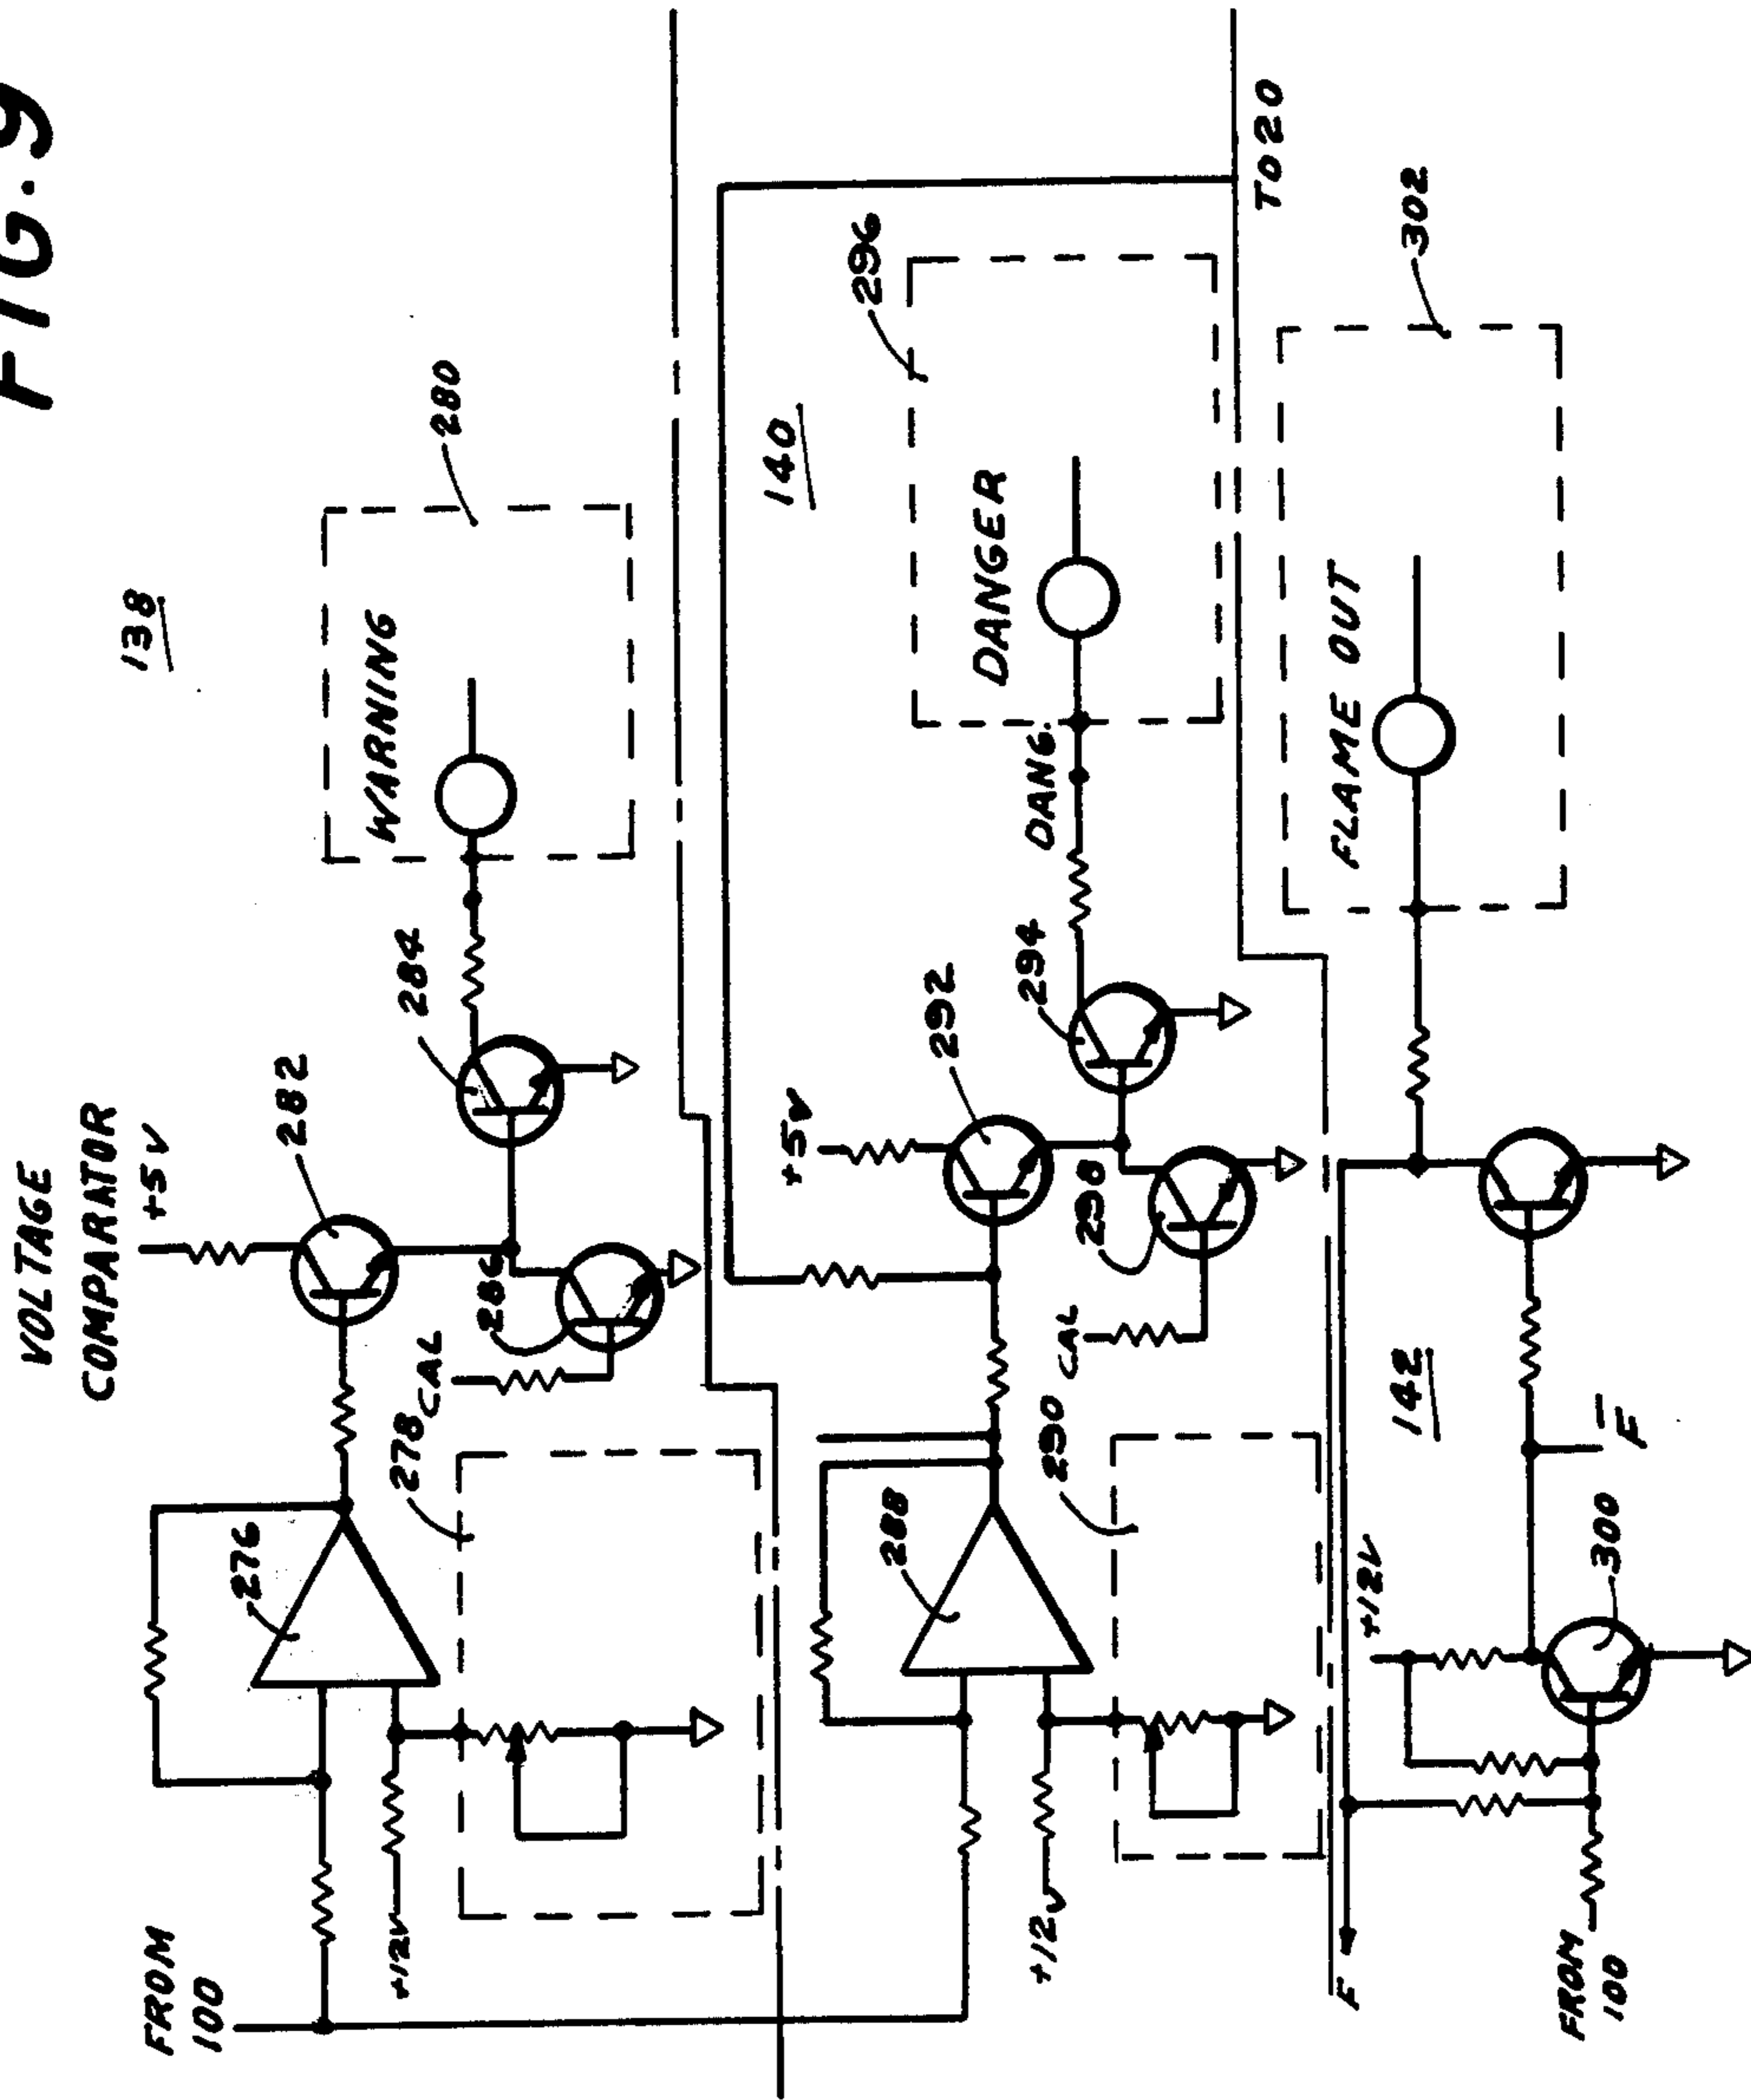 FIG. 9
VOLTAGE
COMPARATOR
138
+5V
282
284
280
WARNING
276
278
CAL
286
FROM
100
+12V
140
+5V
292
294
296
DANG.
DANGER
288
290
CAL
298
+12V
TO 20
F
142
+12V
300
F̅
FLAME OUT
302
FROM
100